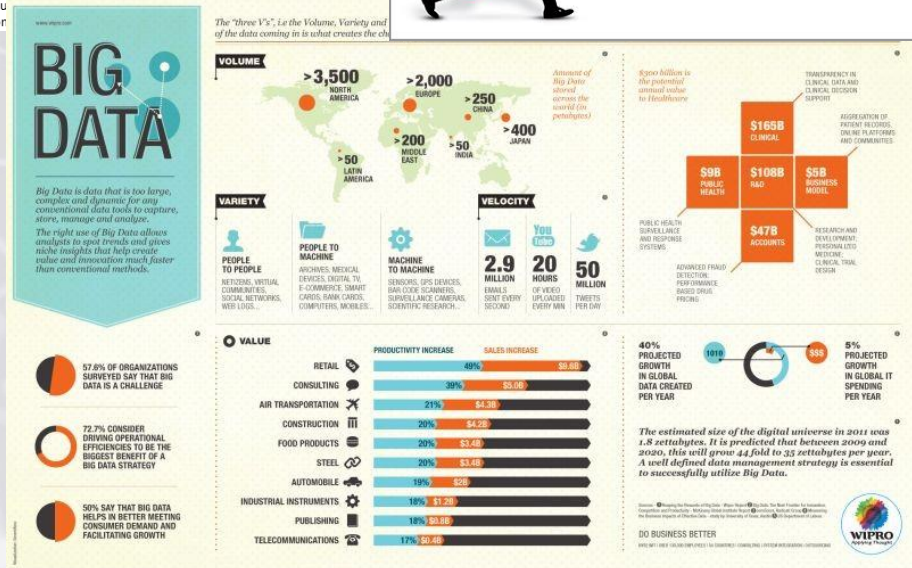 www.wipro.com
BIG
DATA
Big Data is data that is too large,
complex and dynamic for any
conventional data tools to capture,
store, manage and analyze.
The right use of Big Data allows
analysts to spot trends and gives
niche insights that help create
value and innovation much faster
than conventional methods.
The "three V's", i.e the Volume, Variety and
of the data coming in is what creates the
VOLUME
>3,500
NORTH
AMERICA
>2,000
EUROPE
>250
CHINA
>400
JAPAN
>200
MIDDLE
EAST
>50
INDIA
>50
LATIN
AMERICA
Amount of
Big Data
stored
across the
world (in
petabytes)
VARIETY
PEOPLE
TO PEOPLE
NETIZENS, VIRTUAL
COMMUNITIES,
SOCIAL NETWORKS,
WEB LOGS...
PEOPLE TO
MACHINE
ARCHIVES, MEDICAL
DEVICES, DIGITAL TV,
E-COMMERCE, SMART
CARDS, BANK CARDS,
COMPUTERS, MOBILES...
MACHINE
TO MACHINE
SENSORS, GPS DEVICES,
BAR CODE SCANNERS,
SURVEILLANCE CAMERAS,
SCIENTIFIC RESEARCH...
VELOCITY
2.9
MILLION
EMAILS
SENT EVERY
SECOND
You
Tube
20
HOURS
OF VIDEO
UPLOADED
EVERY MIN
50
MILLION
TWEETS
PER DAY
$300 billion is
the potential
annual value
to Healthcare
TRANSPARENCY IN
CLINICAL DATA AND
CLINICAL DECISION
SUPPORT
$165B
CLINICAL
AGGREGATION OF
PATIENT RECORDS,
ONLINE PLATFORMS
AND COMMUNITIES
$9B
PUBLIC
HEALTH
$108B
R&D
$5B
BUSINESS
MODEL
$47B
ACCOUNTS
PUBLIC HEALTH
SURVEILLANCE
AND RESPONSE
SYSTEMS
RESEARCH AND
DEVELOPMENT;
PERSONALIZED
MEDICINE;
CLINICAL TRIAL
DESIGN
ADVANCED FRAUD
DETECTION;
PERFORMANCE
BASED DRUG
PRICING
57.6% OF ORGANIZATIONS
SURVEYED SAY THAT BIG
DATA IS A CHALLENGE
72.7% CONSIDER
DRIVING OPERATIONAL
EFFICIENCIES TO BE THE
BIGGEST BENEFIT OF A
BIG DATA STRATEGY
50% SAY THAT BIG DATA
HELPS IN BETTER MEETING
CONSUMER DEMAND AND
FACILITATING GROWTH
VALUE
PRODUCTIVITY INCREASE SALES INCREASE
RETAIL 49% $9.6B
CONSULTING 39% $5.0B
AIR TRANSPORTATION 21% $4.3B
CONSTRUCTION 20% $4.2B
FOOD PRODUCTS 20% $3.4B
STEEL 20% $3.4B
AUTOMOBILE 19% $2B
INDUSTRIAL INSTRUMENTS 18% $1.2B
PUBLISHING 18% $0.8B
TELECOMMUNICATIONS 17% $0.4B
40%
PROJECTED
GROWTH
IN GLOBAL
DATA CREATED
PER YEAR
1010
$$$
5%
PROJECTED
GROWTH
IN GLOBAL IT
SPENDING
PER YEAR
The estimated size of the digital universe in 2011 was
1.8 zettabytes. It is predicted that between 2009 and
2020, this will grow 44 fold to 35 zettabytes per year.
A well defined data management strategy is essential
to successfully utilize Big Data.
DO BUSINESS BETTER
WIPRO
Applying Thought